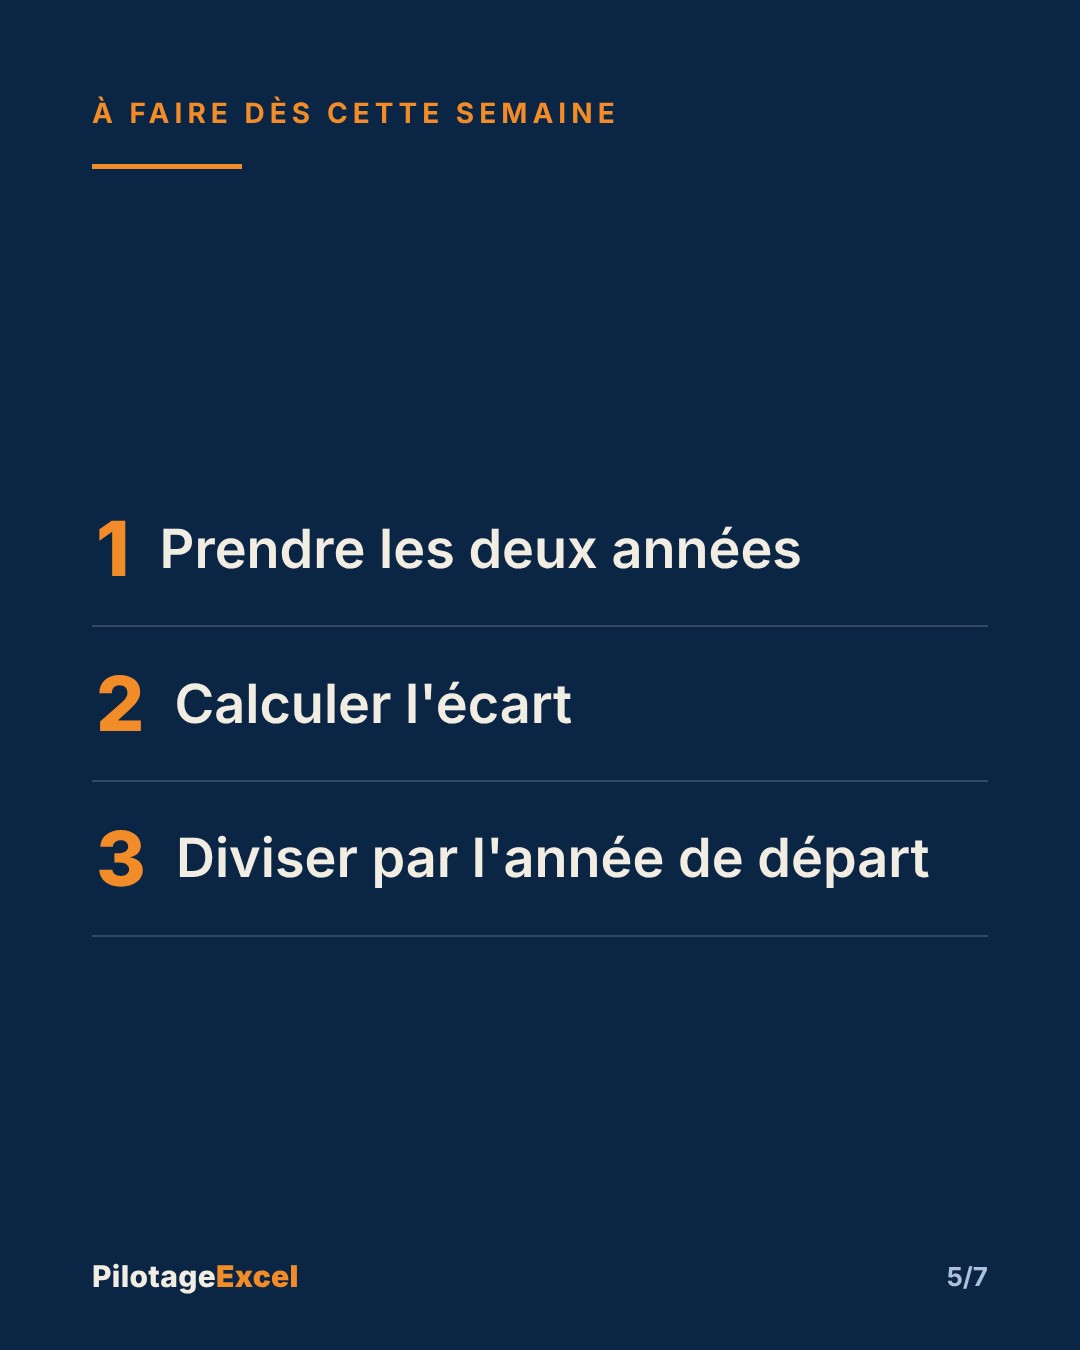 À FAIRE DÈS CETTE SEMAINE
1 Prendre les deux années
2 Calculer l'écart
3 Diviser par l'année de départ
PilotageExcel
5/7